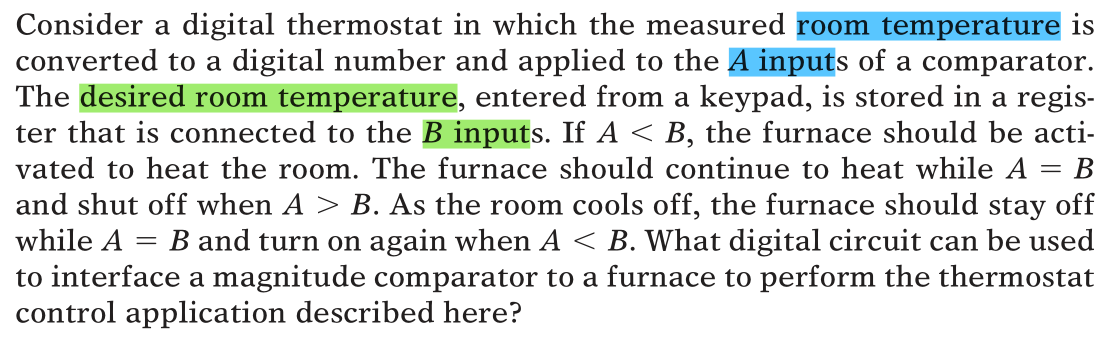 Consider a digital thermostat in which the measured room temperature is
converted to a digital number and applied to the A inputs of a comparator.
The desired room temperature, entered from a keypad, is stored in a regis-
ter that is connected to the B inputs. If A < B, the furnace should be acti-
vated to heat the room. The furnace should continue to heat while A = B
and shut off when A > B. As the room cools off, the furnace should stay off
while A = B and turn on again when A < B. What digital circuit can be used
to interface a magnitude comparator to a furnace to perform the thermostat
control application described here?